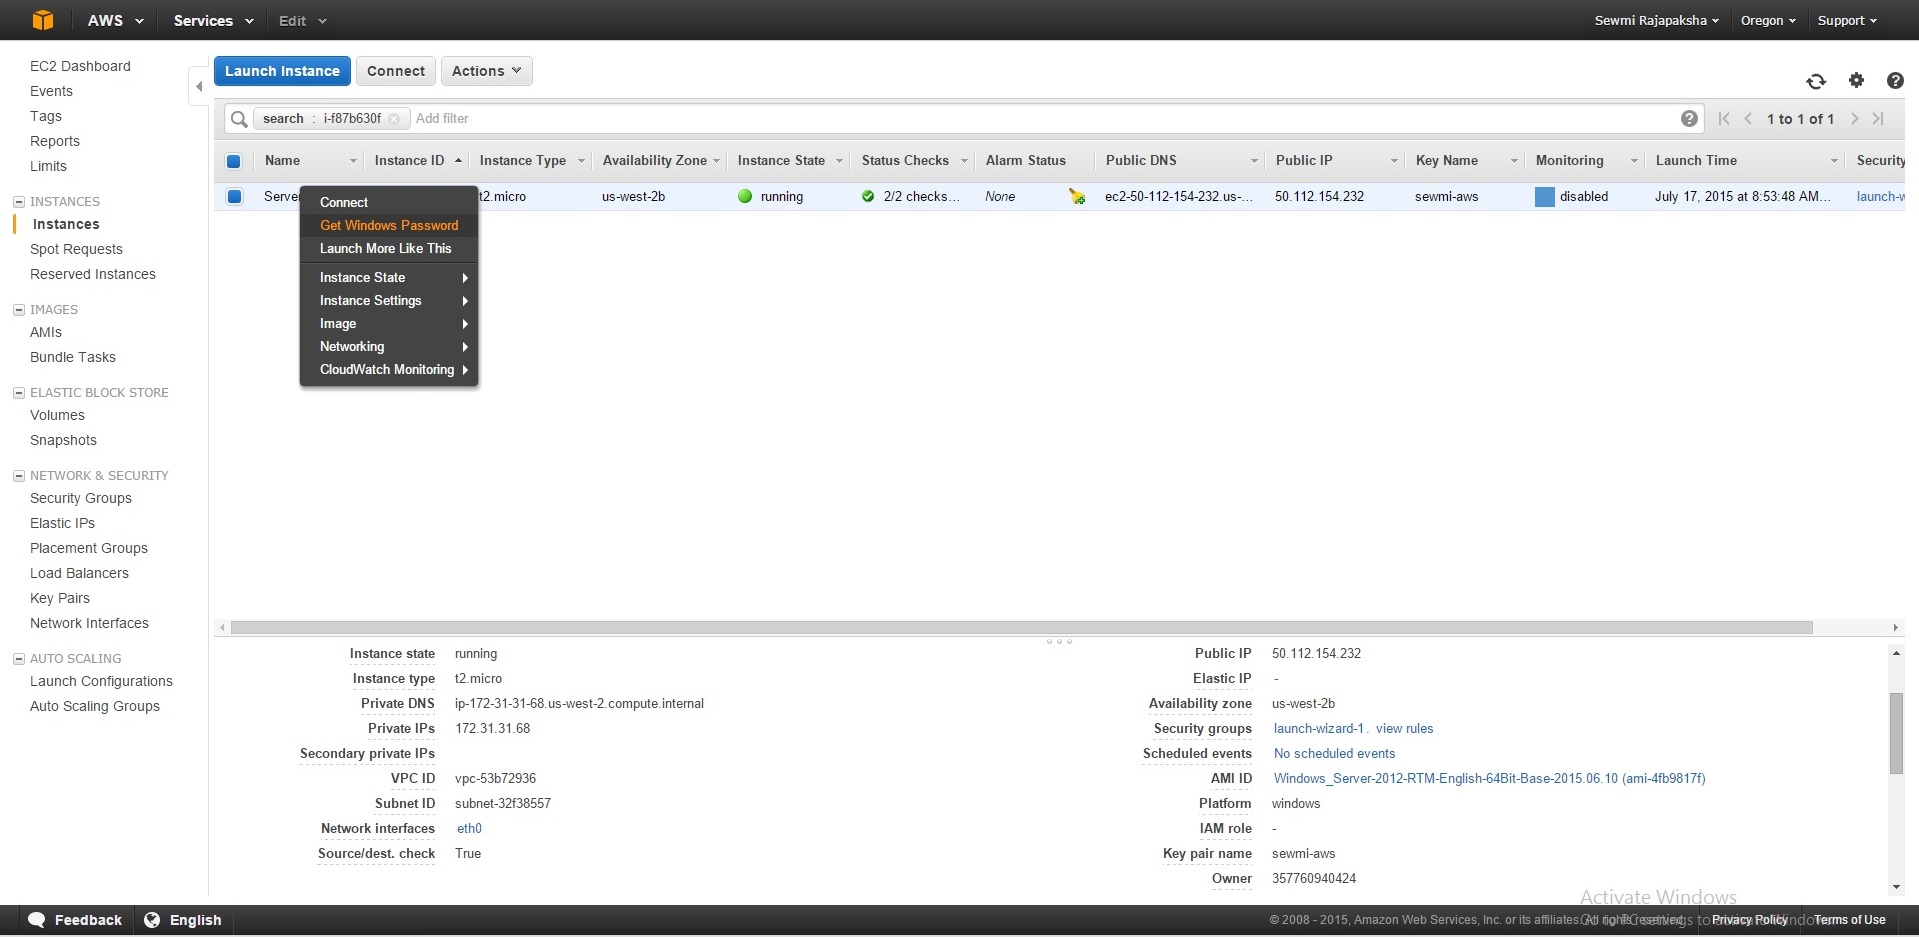 AWS Services Edit Sewmi Rajapaksha Oregon Support
EC2 Dashboard
Events
Tags
Reports
Limits
INSTANCES
Instances
Spot Requests
Reserved Instances
IMAGES
AMIs
Bundle Tasks
ELASTIC BLOCK STORE
Volumes
Snapshots
NETWORK & SECURITY
Security Groups
Elastic IPs
Placement Groups
Load Balancers
Key Pairs
Network Interfaces
AUTO SCALING
Launch Configurations
Auto Scaling Groups
Launch Instance Connect Actions
search : i-f87b630f Add filter 1 to 1 of 1
Name Instance ID Instance Type Availability Zone Instance State Status Checks Alarm Status Public DNS Public IP Key Name Monitoring Launch Time Security
Server t2.micro us-west-2b running 2/2 checks... None ec2-50-112-154-232.us-... 50.112.154.232 sewmi-aws disabled July 17, 2015 at 8:53:48 AM... launch-w
Connect
Get Windows Password
Launch More Like This
Instance State
Instance Settings
Image
Networking
CloudWatch Monitoring
Instance state running Public IP 50.112.154.232
Instance type t2.micro Elastic IP -
Private DNS ip-172-31-31-68.us-west-2.compute.internal Availability zone us-west-2b
Private IPs 172.31.31.68 Security groups launch-wizard-1. view rules
Secondary private IPs Scheduled events No scheduled events
VPC ID vpc-53b72936 AMI ID Windows_Server-2012-RTM-English-64Bit-Base-2015.06.10 (ami-4fb9817f)
Subnet ID subnet-32f38557 Platform windows
Network interfaces eth0 IAM role -
Source/dest. check True Key pair name sewmi-aws
Owner 357760940424
Activate Windows
Go to PC settings to activate Windows.
Feedback English © 2008 - 2015, Amazon Web Services, Inc. or its affiliates. All rights reserved. Privacy Policy Terms of Use